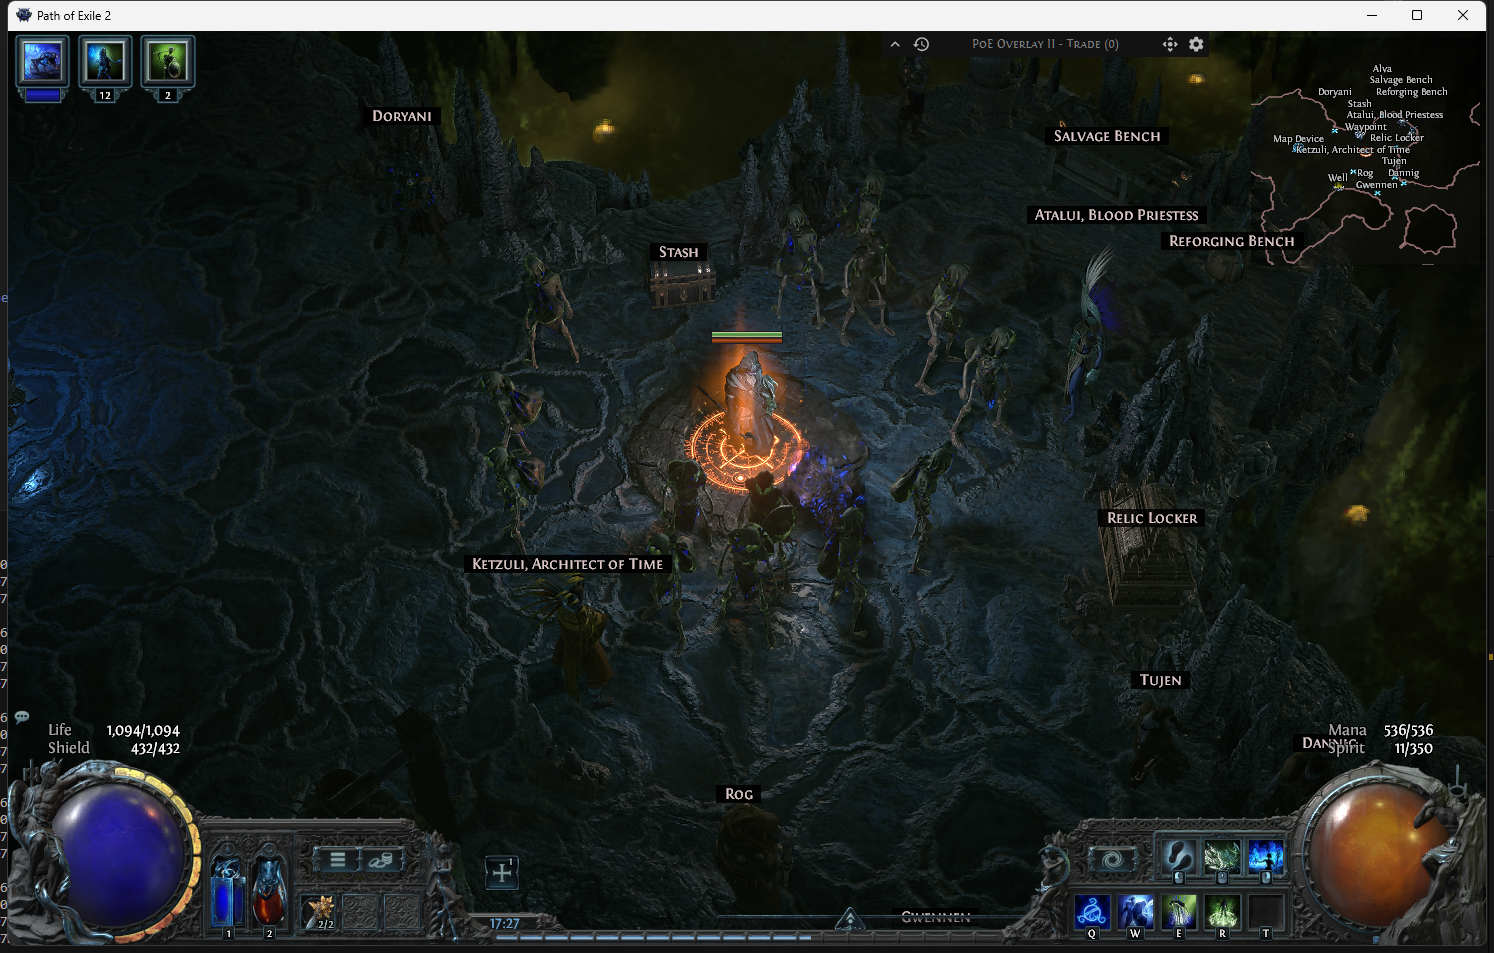 Path of Exile 2
12
2
PoE Overlay II - Trade (0)
Doryani
Salvage Bench
Atalui, Blood Priestess
Reforging Bench
Stash
Alva
Salvage Bench
Doryani
Reforging Bench
Stash
Atalui, Blood Priestess
Waypoint
Map Device
Relic Locker
Ketzuli, Architect of Time
Tujen
Well
Rog
Dannig
Gwennen
Relic Locker
Ketzuli, Architect of Time
Tujen
Dannig
Rog
Gwennen
Life 1,094/1,094
Shield 432/432
Mana 536/536
Spirit 11/350
1
2
2/2
1
17:27
Q
W
E
R
T